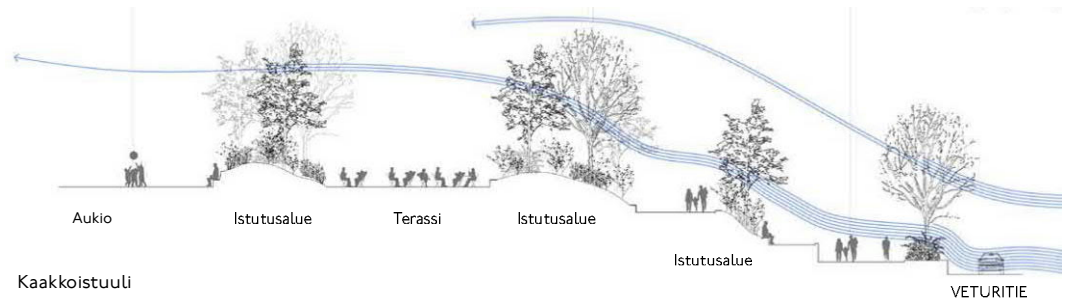 Aukio
Istutusalue
Terassi
Istutusalue
Istutusalue
Kaakkoistuuli
VETURITIE